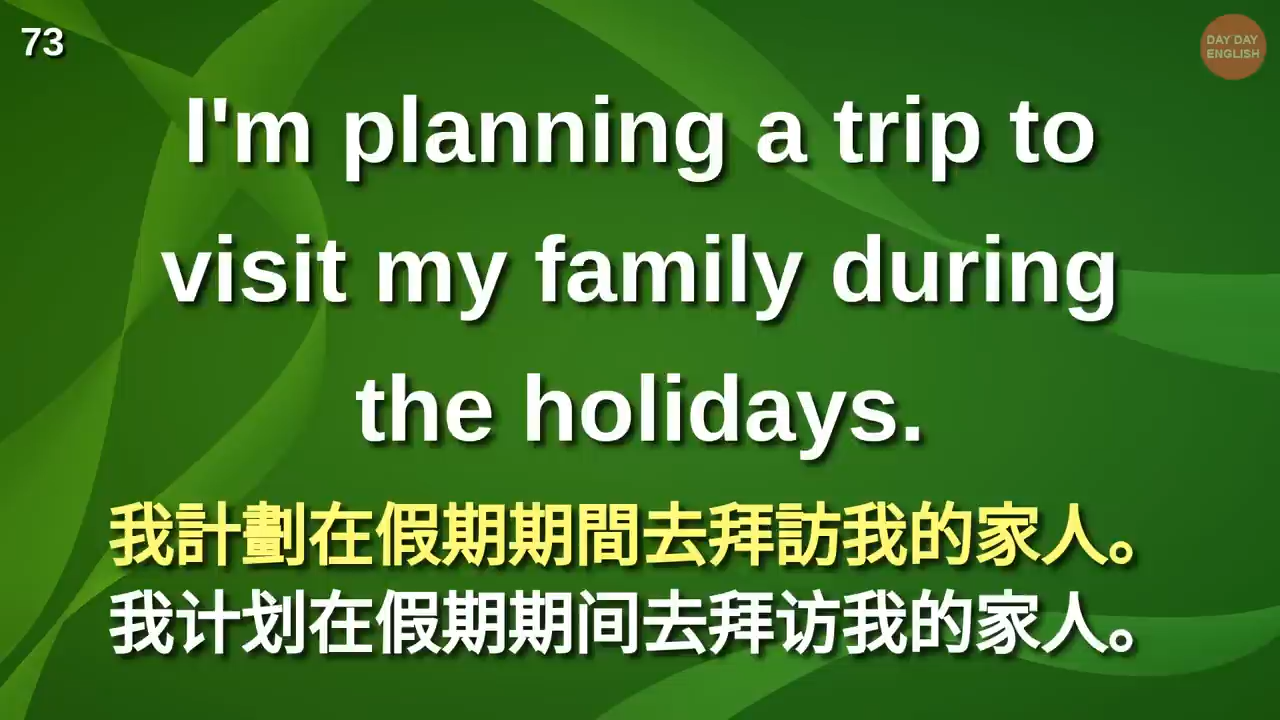 73
DAY DAY
ENGLISH
I'm planning a trip to
visit my family during
the holidays.
我計劃在假期期間去拜訪我的家人。
我计划在假期期间去拜访我的家人。